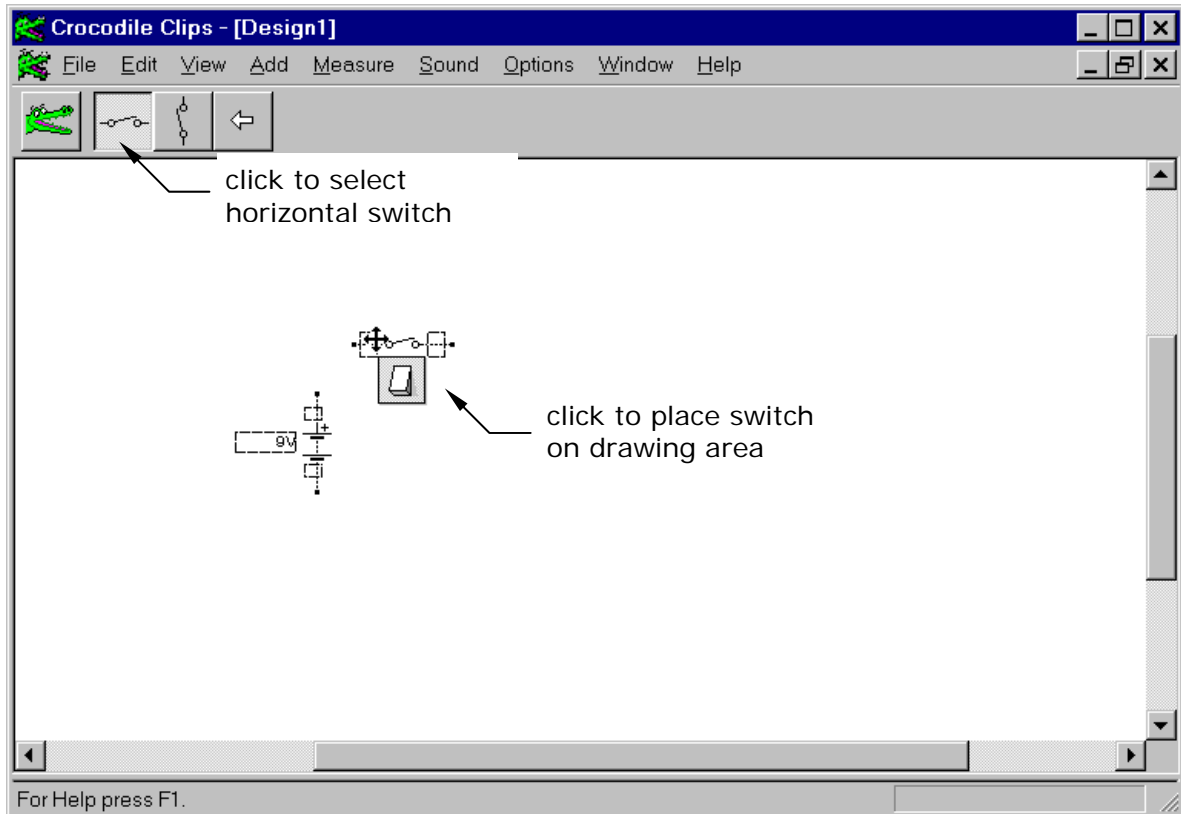 Crocodile Clips - [Design1]
File Edit View Add Measure Sound Options Window Help
click to select
horizontal switch
+
9V
click to place switch
on drawing area
For Help press F1.